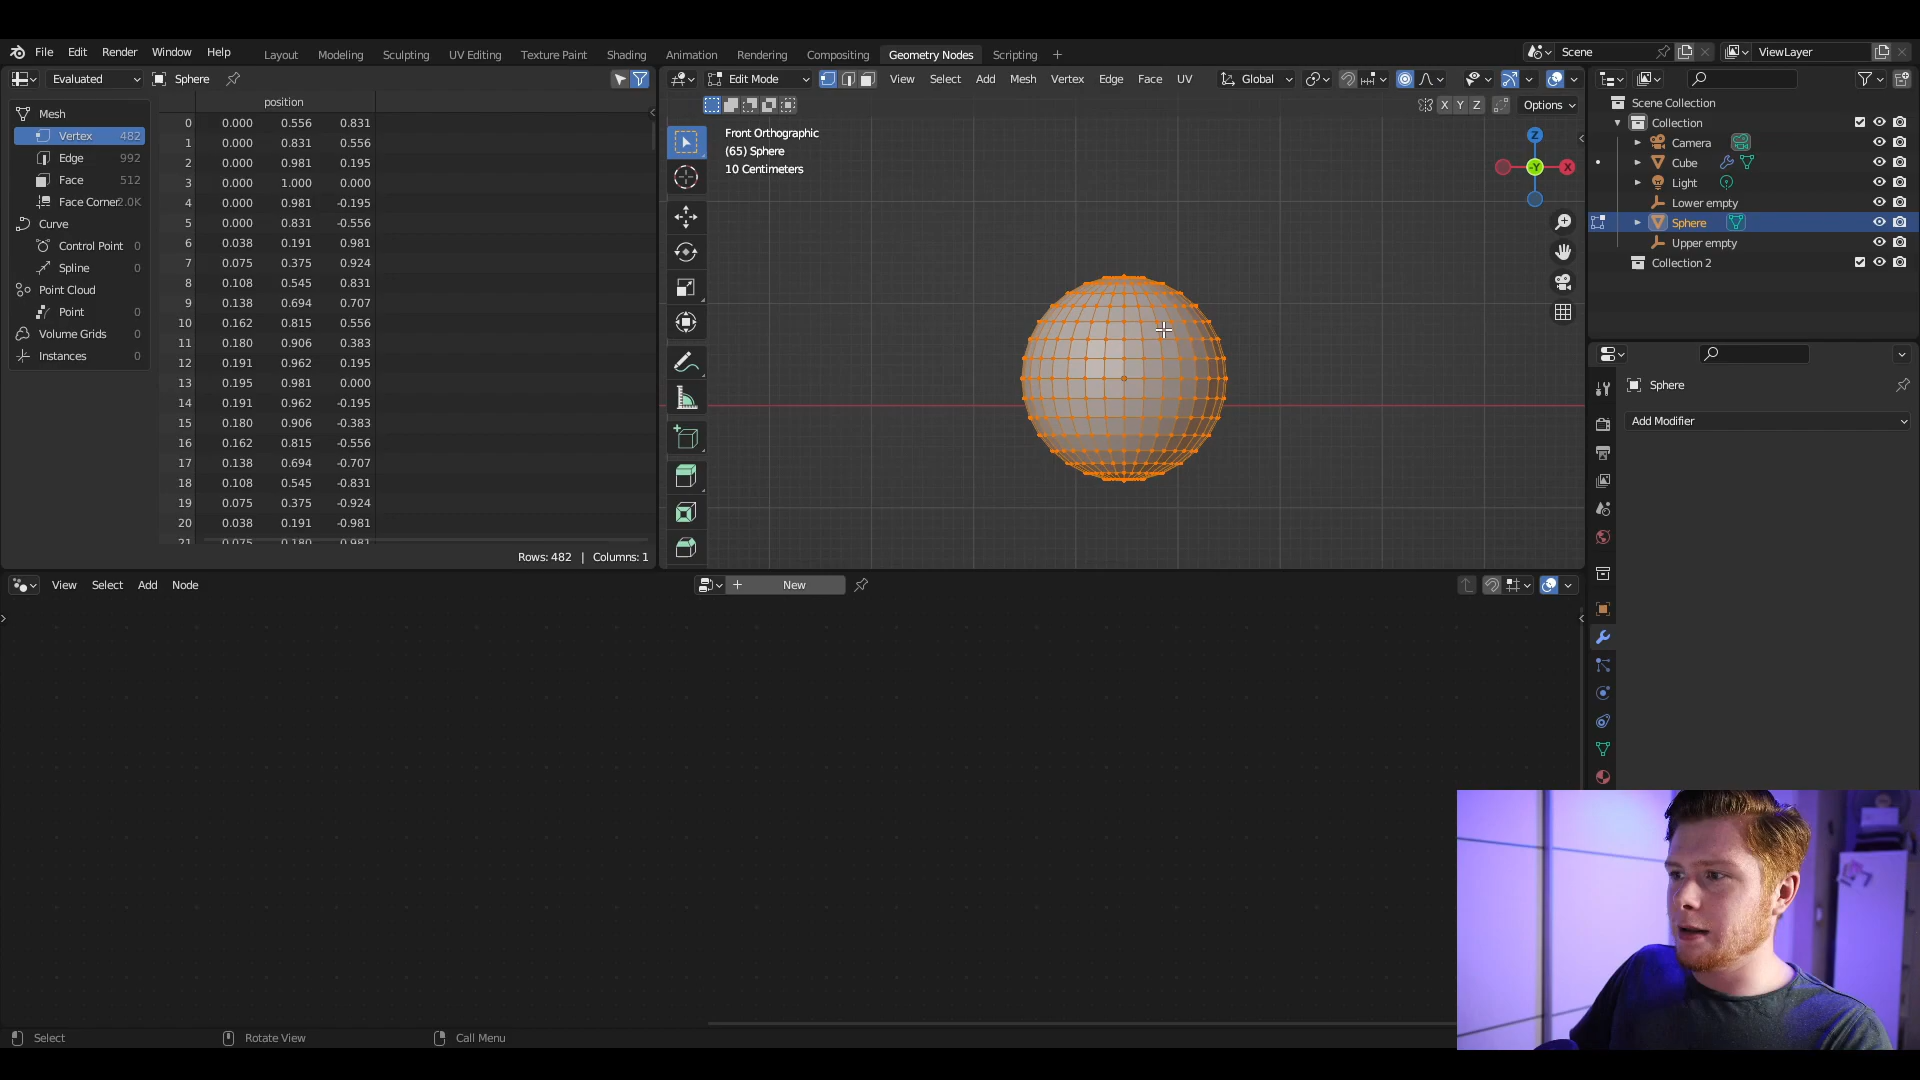 File Edit Render Window Help
Layout Modeling Sculpting UV Editing Texture Paint Shading Animation Rendering Compositing Geometry Nodes Scripting +
Scene ViewLayer
Evaluated Sphere
Edit Mode View Select Add Mesh Vertex Edge Face UV Global
X Y Z Options
position
Mesh
Vertex 482
Edge 992
Face 512
Face Corner 2.0K
Curve
Control Point 0
Spline 0
Point Cloud
Point 0
Volume Grids 0
Instances 0
0 0.000 0.556 0.831
1 0.000 0.831 0.556
2 0.000 0.981 0.195
3 0.000 1.000 0.000
4 0.000 0.981 -0.195
5 0.000 0.831 -0.556
6 0.038 0.191 0.981
7 0.075 0.375 0.924
8 0.108 0.545 0.831
9 0.138 0.694 0.707
10 0.162 0.815 0.556
11 0.180 0.906 0.383
12 0.191 0.962 0.195
13 0.195 0.981 0.000
14 0.191 0.962 -0.195
15 0.180 0.906 -0.383
16 0.162 0.815 -0.556
17 0.138 0.694 -0.707
18 0.108 0.545 -0.831
19 0.075 0.375 -0.924
20 0.038 0.191 -0.981
21 0.075 0.180 0.981
Rows: 482 | Columns: 1
Front Orthographic
(65) Sphere
10 Centimeters
Z
-Y
X
Scene Collection
Collection
Camera
Cube
Light
Lower empty
Sphere
Upper empty
Collection 2
Sphere
Add Modifier
View Select Add Node
+ New
Select Rotate View Call Menu